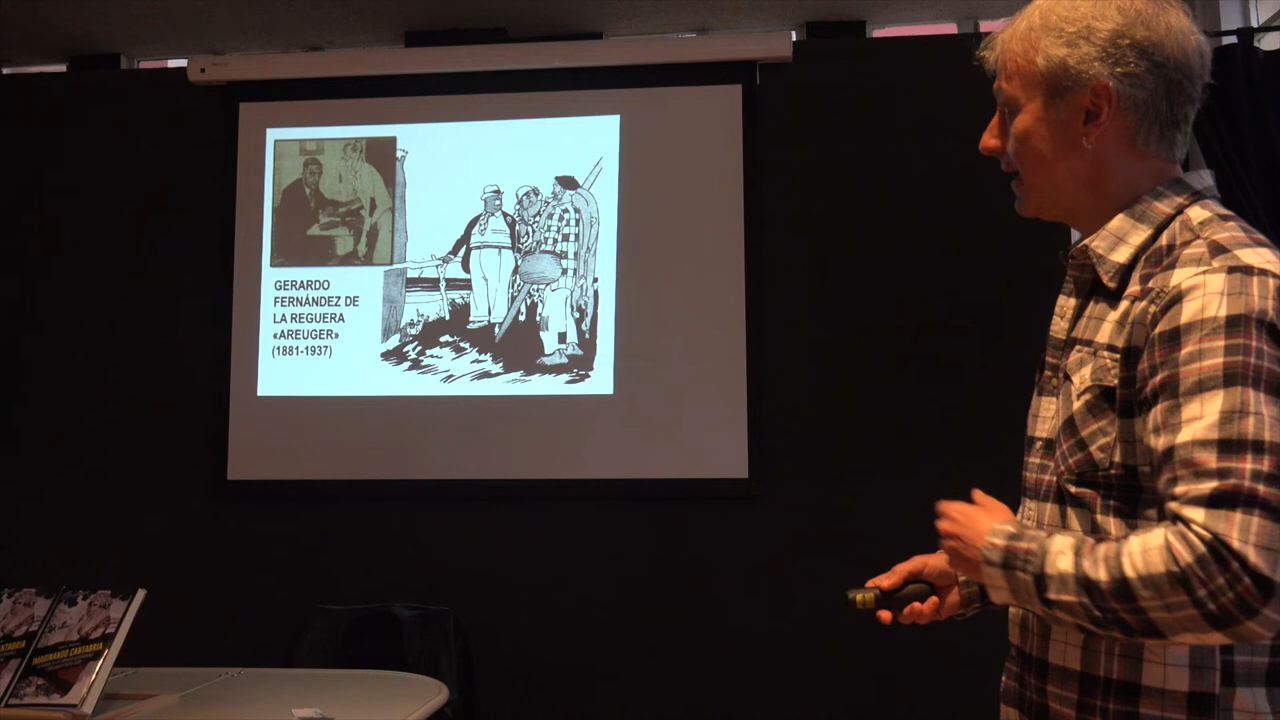 GERARDO
FERNÁNDEZ DE
LA REGUERA
«AREUGER»
(1881-1937)
IMAGINANDO CANTABRIA